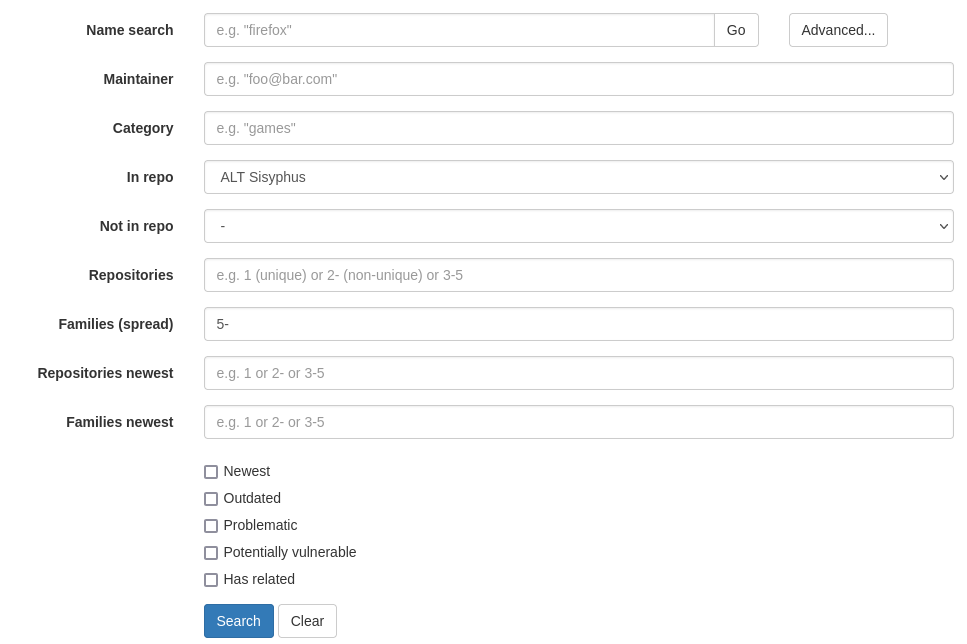 Name search e.g. "firefox" Go Advanced...
Maintainer e.g. "foo@bar.com"
Category e.g. "games"
In repo ALT Sisyphus
Not in repo -
Repositories e.g. 1 (unique) or 2- (non-unique) or 3-5
Families (spread) 5-
Repositories newest e.g. 1 or 2- or 3-5
Families newest e.g. 1 or 2- or 3-5
Newest
Outdated
Problematic
Potentially vulnerable
Has related
Search Clear